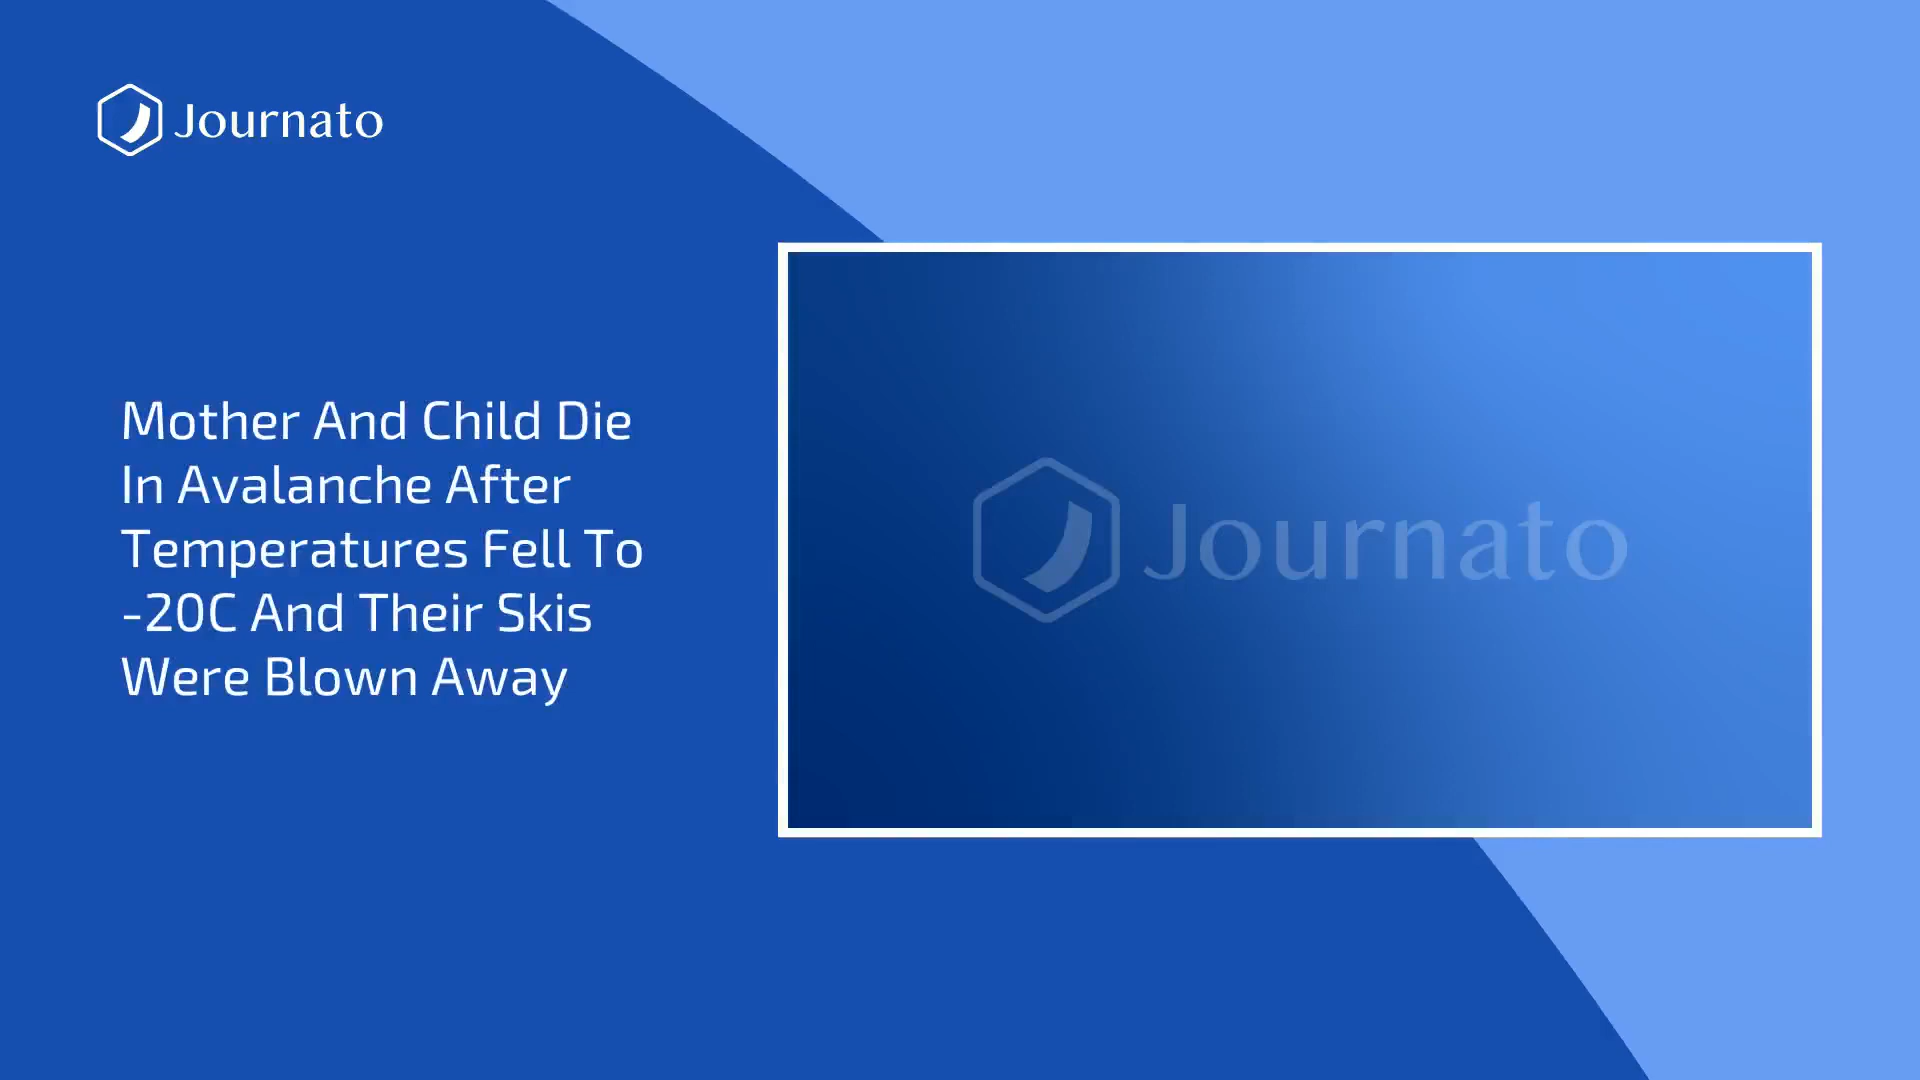 Journato
Mother And Child Die
In Avalanche After
Temperatures Fell To
-20C And Their Skis
Were Blown Away
Journato